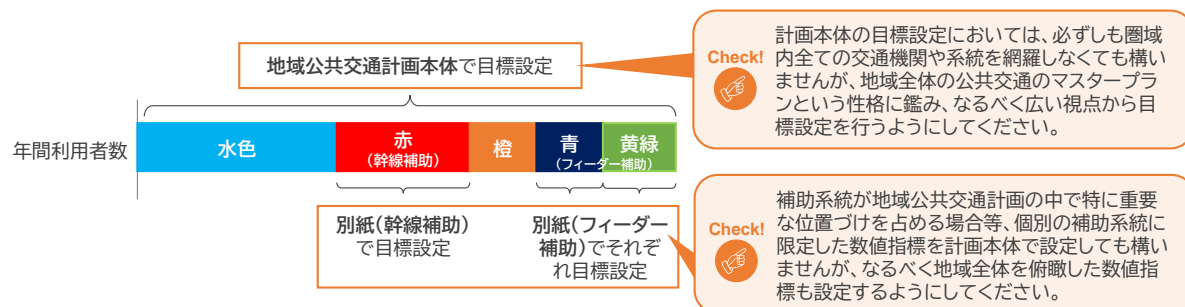 地域公共交通計画本体で目標設定
Check!
計画本体の目標設定においては、必ずしも圏域
内全ての交通機関や系統を網羅しなくても構い
ませんが、地域全体の公共交通のマスタープラ
ンという性格に鑑み、なるべく広い視点から目
標設定を行うようにしてください。
年間利用者数
水色
赤
(幹線補助)
橙
青
黄緑
(フィーダー補助)
別紙(幹線補助)
で目標設定
別紙(フィーダー
補助)でそれぞ
れ目標設定
Check!
補助系統が地域公共交通計画の中で特に重要
な位置づけを占める場合等、個別の補助系統に
限定した数値指標を計画本体で設定しても構い
ませんが、なるべく地域全体を俯瞰した数値指
標も設定するようにしてください。